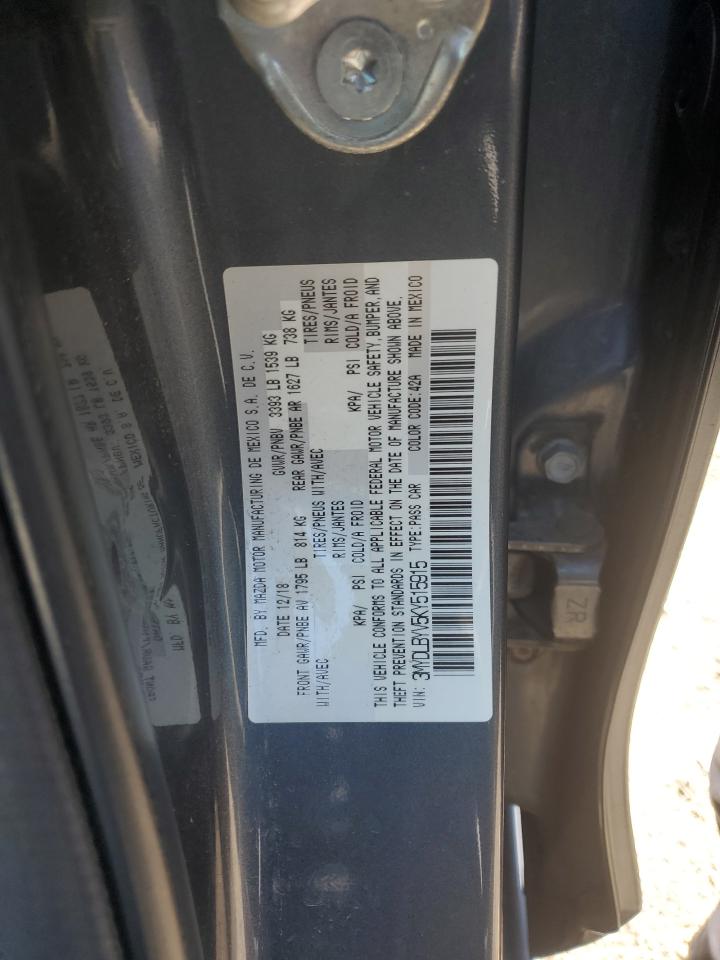 MFD. BY MAZDA MOTOR MANUFACTURING DE MEXICO S.A. DE C.V.
DATE 12/18 GVWR/PNBV 3393 LB 1539 KG
FRONT GAWR/PNBE AV 1795 LB 814 KG REAR GAWR/PNBE AR 1627 LB 738 KG
WITH/AVEC TIRES/PNEUS WITH/AVEC TIRES/PNEUS
RIMS/JANTES RIMS/JANTES
KPA/ PSI COLD/A FROID KPA/ PSI COLD/A FROID
THIS VEHICLE CONFORMS TO ALL APPLICABLE FEDERAL MOTOR VEHICLE SAFETY,BUMPER,AND
THEFT PREVENTION STANDARDS IN EFFECT ON THE DATE OF MANUFACTURE SHOWN ABOVE.
VIN: 3MYDLBYV5KY515915 TYPE:PASS CAR COLOR CODE:42A MADE IN MEXICO
ZR